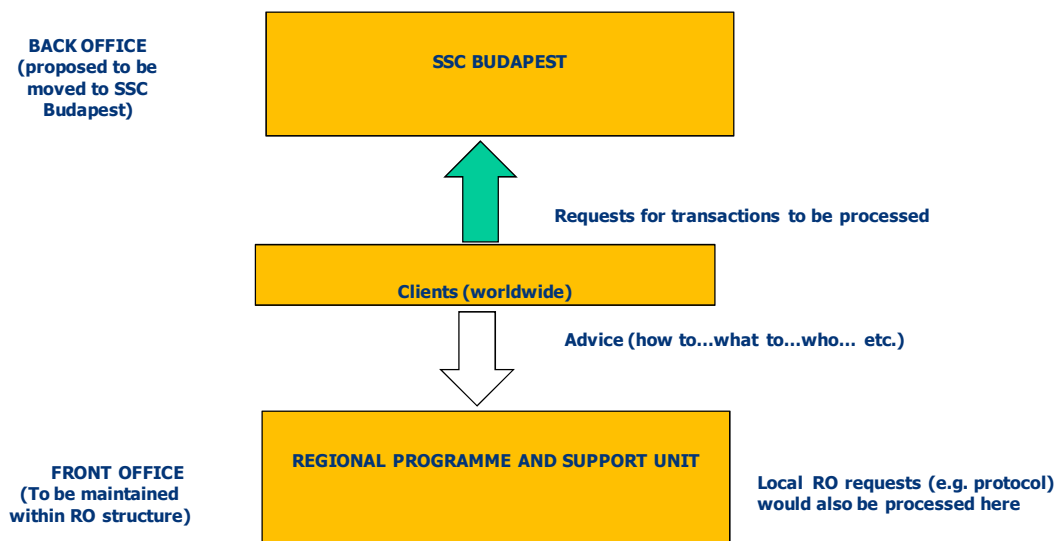 BACK OFFICE
(proposed to be
moved to SSC
Budapest)
SSC BUDAPEST
Requests for transactions to be processed
Clients (worldwide)
Advice (how to...what to...who... etc.)
REGIONAL PROGRAMME AND SUPPORT UNIT
FRONT OFFICE
(To be maintained
within RO structure)
Local RO requests (e.g. protocol)
would also be processed here